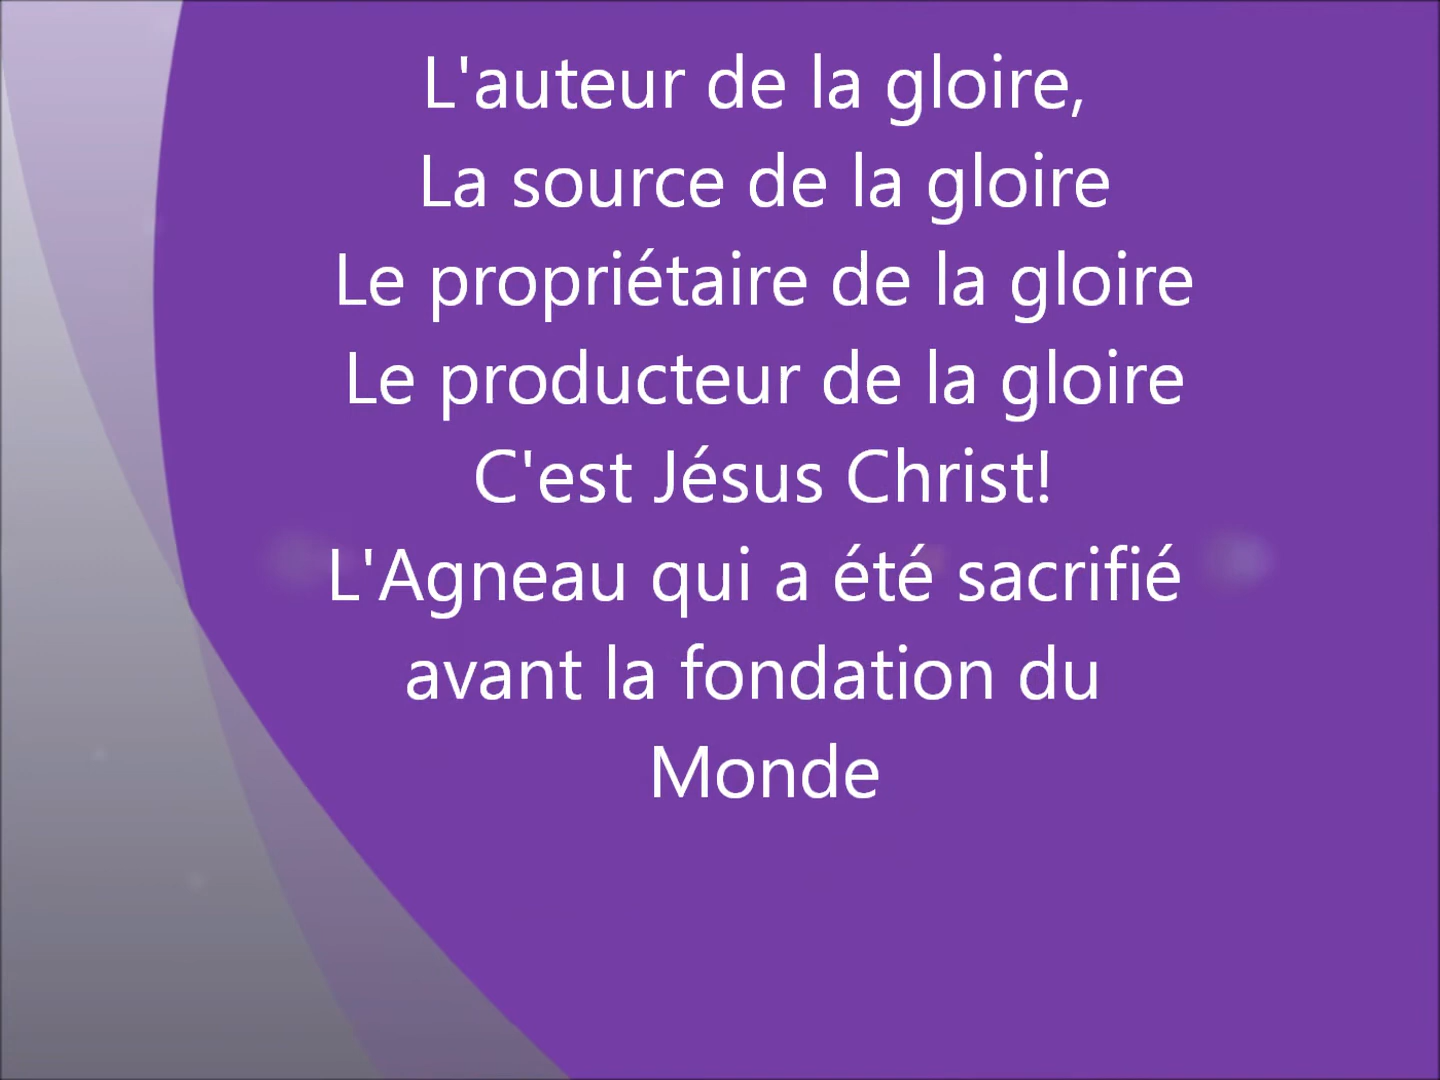 L'auteur de la gloire,
La source de la gloire
Le propriétaire de la gloire
Le producteur de la gloire
C'est Jésus Christ!
L'Agneau qui a été sacrifié
avant la fondation du
Monde